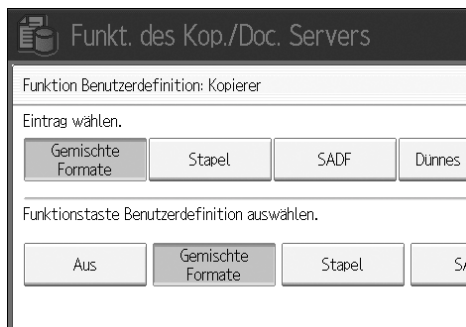 Funkt. des Kop./Doc. Servers
Funktion Benutzerdefinition: Kopierer
Eintrag wählen.
Gemischte
Formate
Stapel
SADF
Dünnes
Funktionstaste Benutzerdefinition auswählen.
Aus
Gemischte
Formate
Stapel